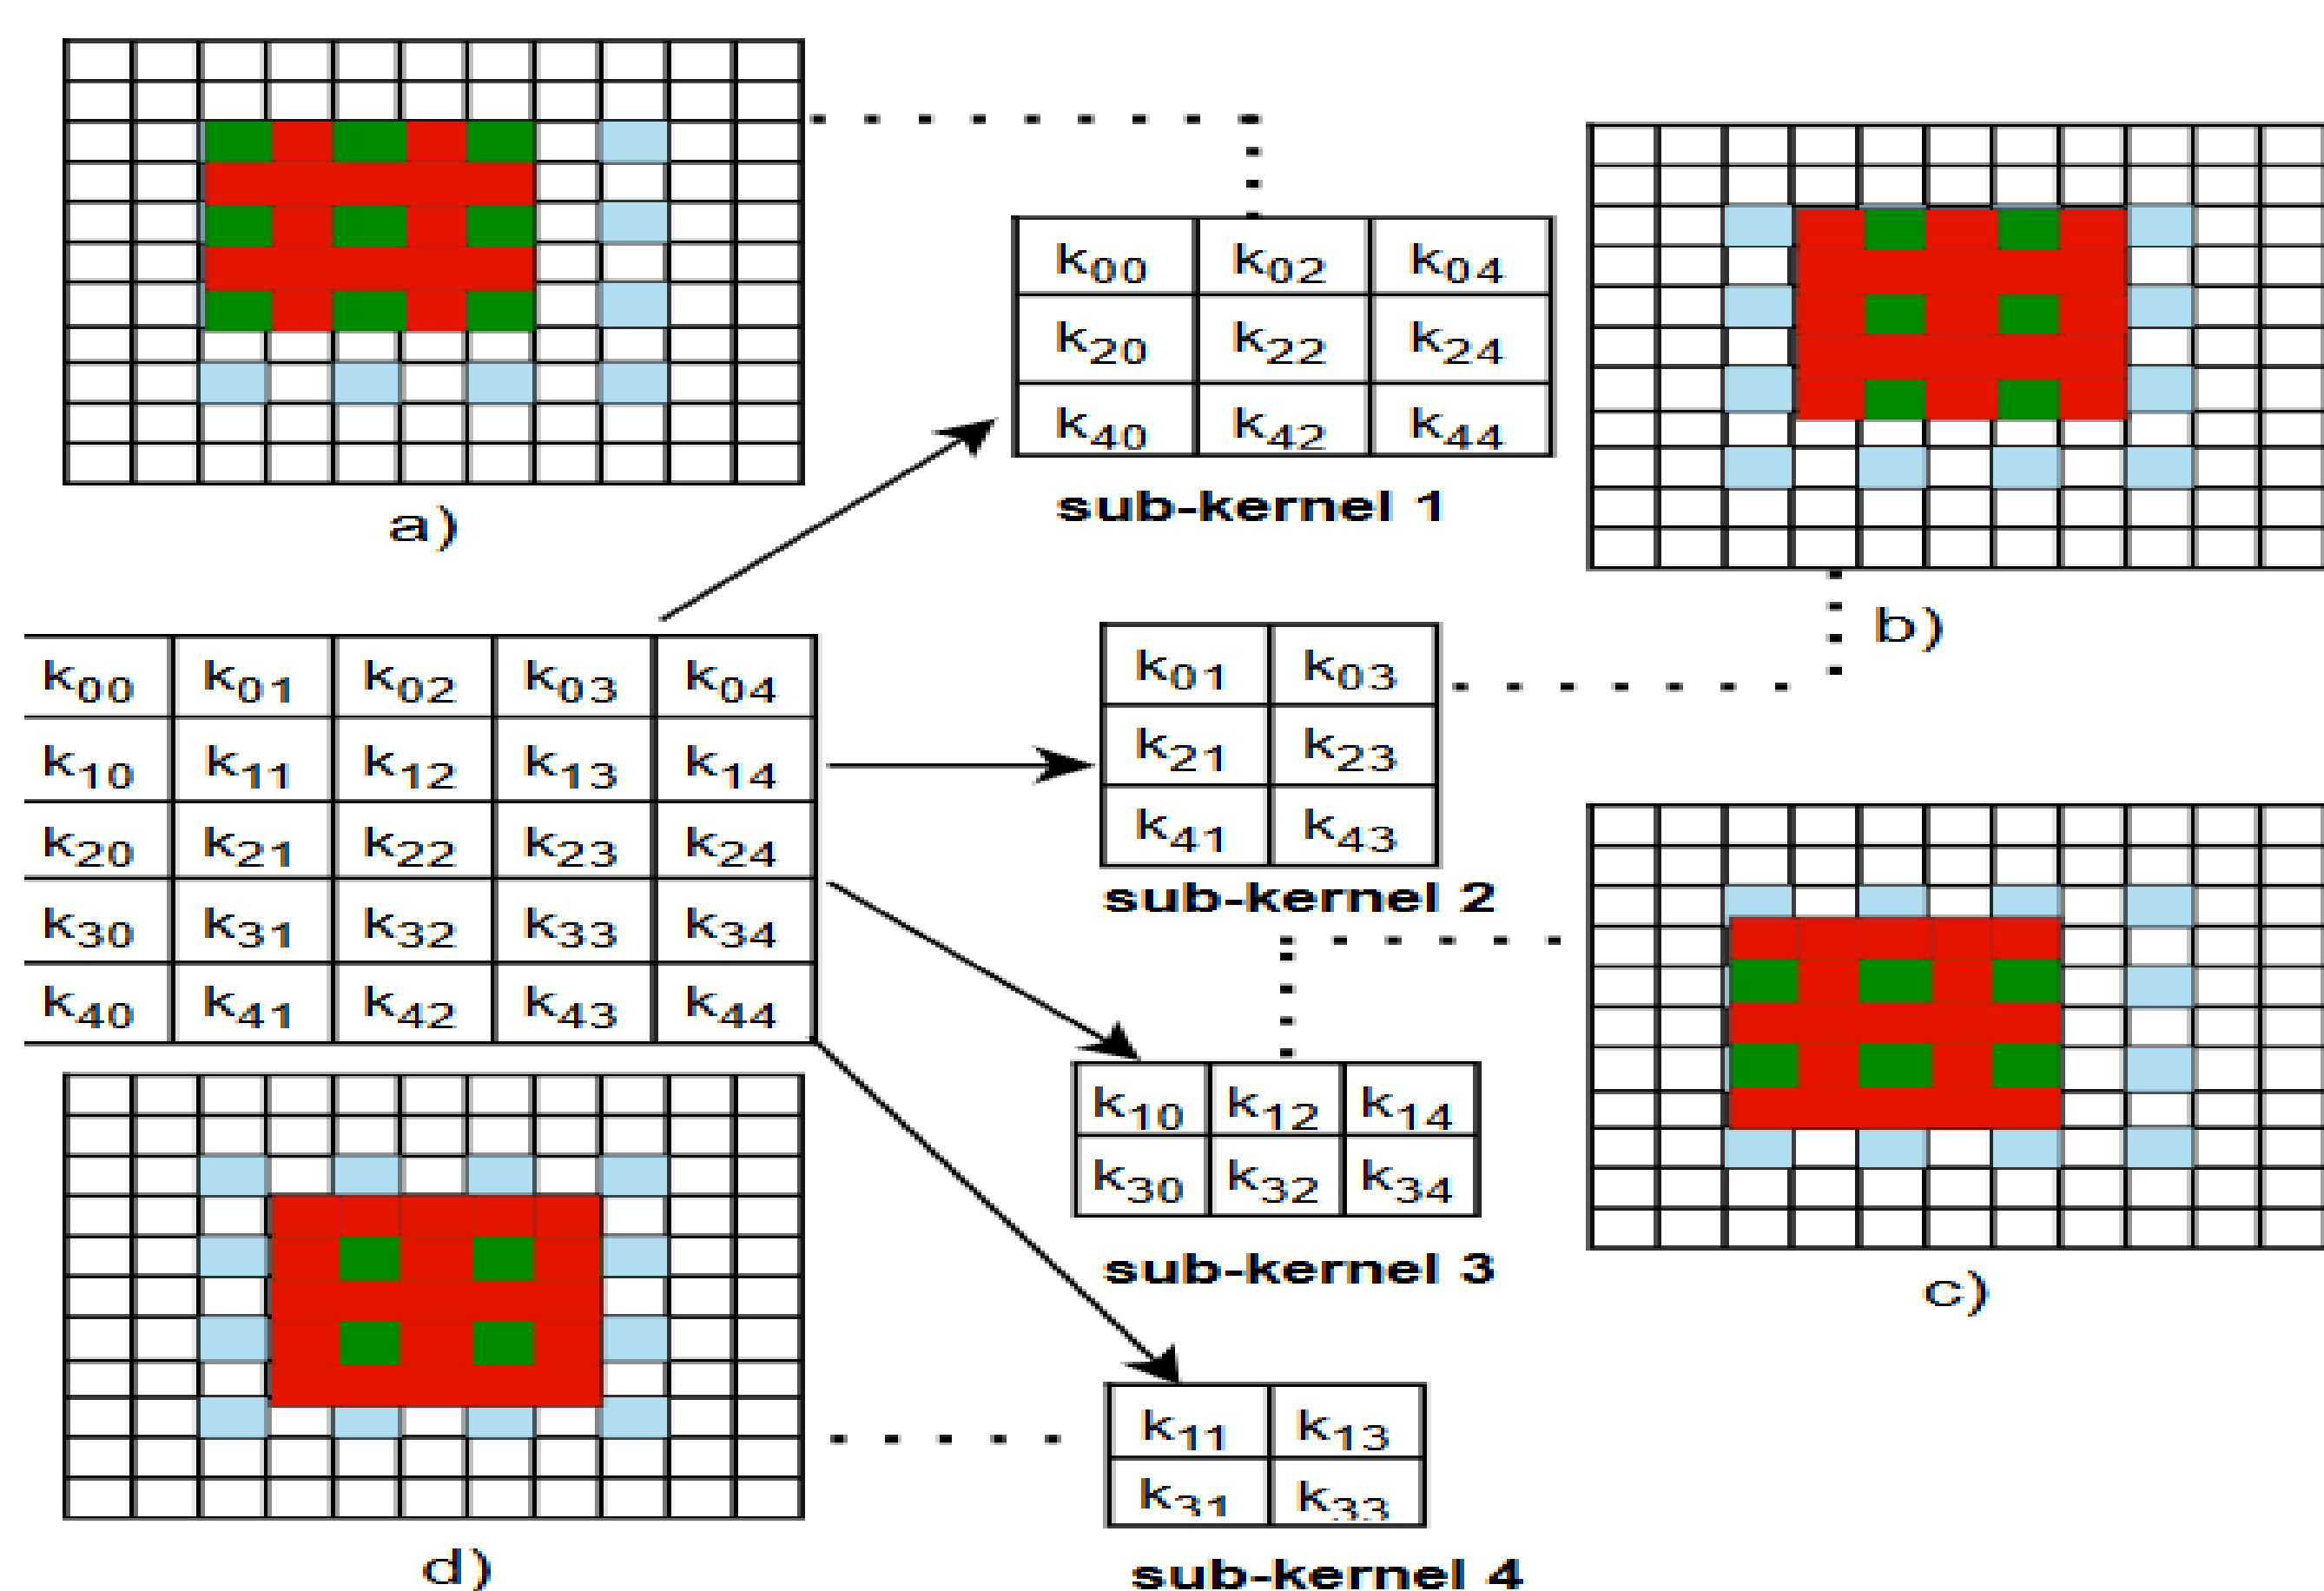 k00 k02 k04
k20 k22 k24
k40 k42 k44
sub-kernel 1
a)
b)
k00 k01 k02 k03 k04
k10 k11 k12 k13 k14
k20 k21 k22 k23 k24
k30 k31 k32 k33 k34
k40 k41 k42 k43 k44
k01 k03
k21 k23
k41 k43
sub-kernel 2
k10 k12 k14
k30 k32 k34
sub-kernel 3
c)
k11 k13
k31 k33
sub-kernel 4
d)